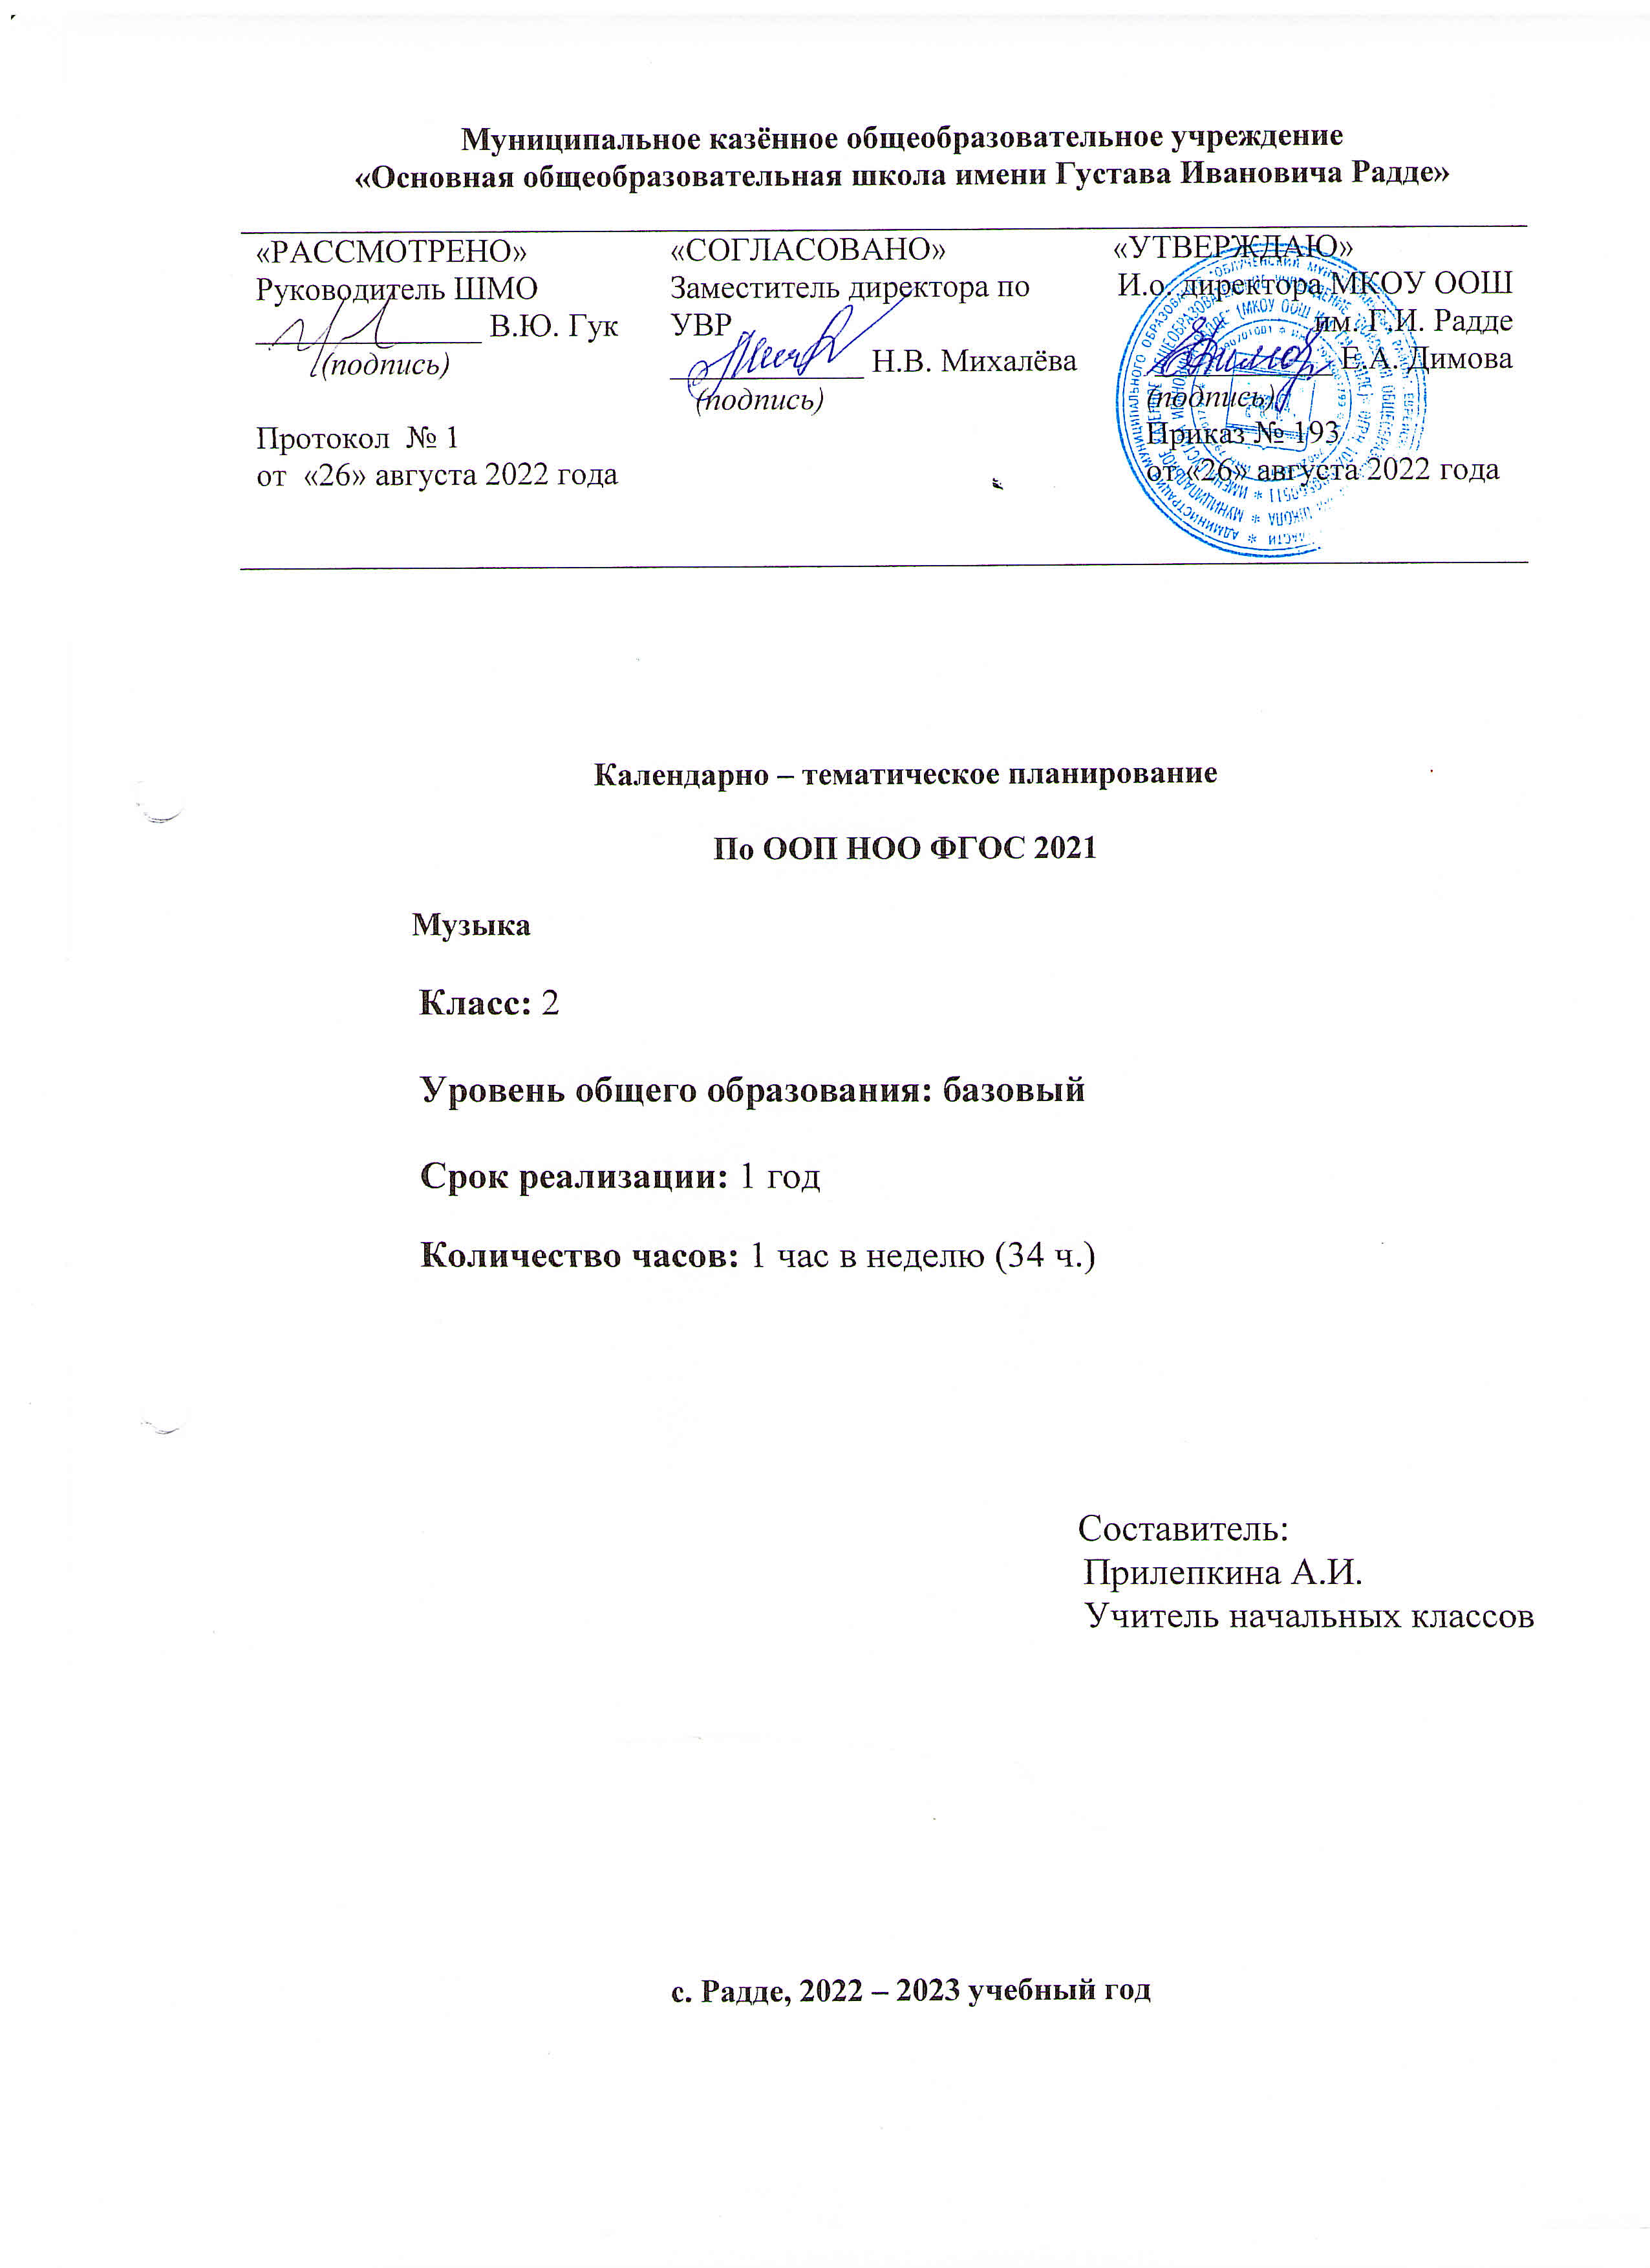 Муниципальное казённое общеобразовательное учреждение
«Основная общеобразовательная школа имени Густава Ивановича Радде»
«РАССМОТРЕНО»
Руководитель ШМО
В.Ю. Гук
(подпись)
Протокол № 1
от «26» августа 2022 года
«СОГЛАСОВАНО»
Заместитель директора по
УВР
Н.В. Михалёва
(подпись)
«УТВЕРЖДАЮ»
И.о. директора МКОУ ООШ
им. Г.И. Радде
Е.А. Димова
(подпись)
Приказ № 193
от «26» августа 2022 года
Календарно – тематическое планирование
По ООП НОО ФГОС 2021
Музыка
Класс: 2
Уровень общего образования: базовый
Срок реализации: 1 год
Количество часов: 1 час в неделю (34 ч.)
Составитель:
Прилепкина А.И.
Учитель начальных классов
с. Радде, 2022 – 2023 учебный год